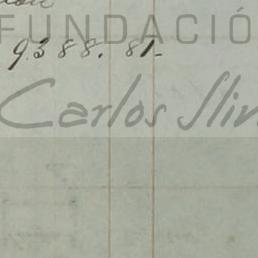 FUNDACIÓ
9388.81-
Carlos Slim